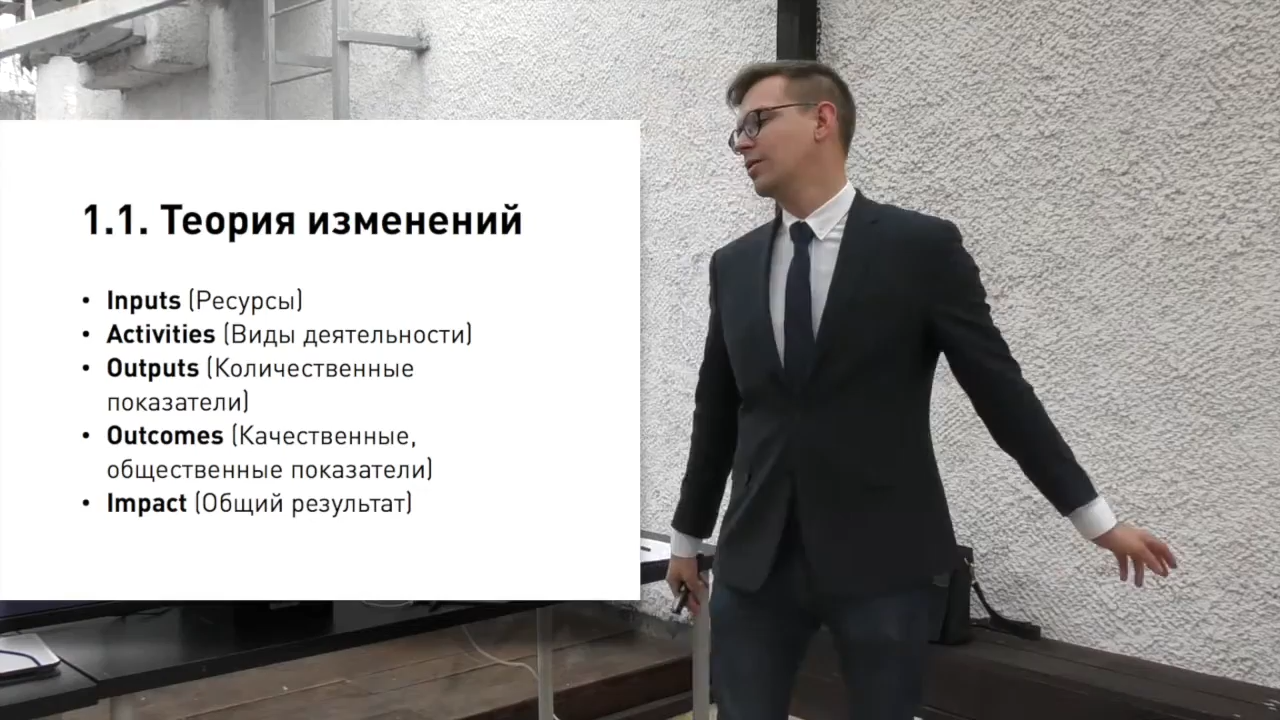 1.1. Теория изменений
• Inputs (Ресурсы)
• Activities (Виды деятельности)
• Outputs (Количественные
показатели)
• Outcomes (Качественные,
общественные показатели)
• Impact (Общий результат)